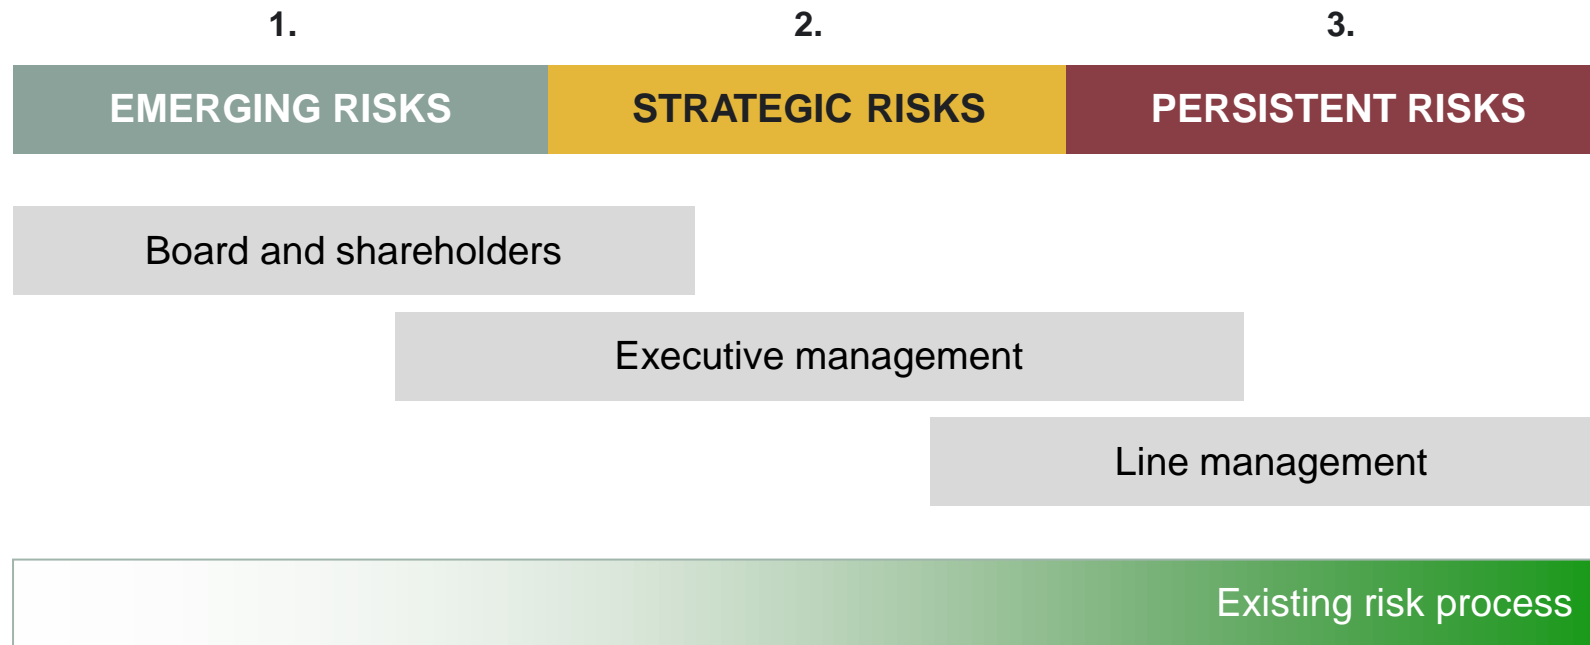 1.
2.
3.
EMERGING RISKS
STRATEGIC RISKS
PERSISTENT RISKS
Board and shareholders
Executive management
Line management
Existing risk process